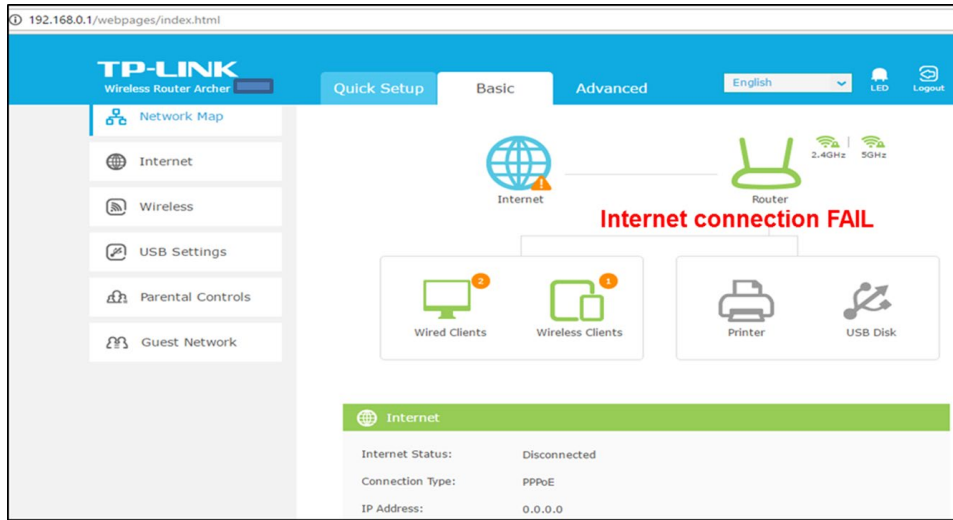 192.168.0.1/webpages/index.html
TP-LINK
Wireless Router Archer
Quick Setup
Basic
Advanced
English
LED
Logout
Network Map
Internet
Wireless
USB Settings
Parental Controls
Guest Network
Internet
Router
2.4GHz
5GHz
Internet connection FAIL
2
Wired Clients
1
Wireless Clients
Printer
USB Disk
Internet
Internet Status: Disconnected
Connection Type: PPPoE
IP Address: 0.0.0.0